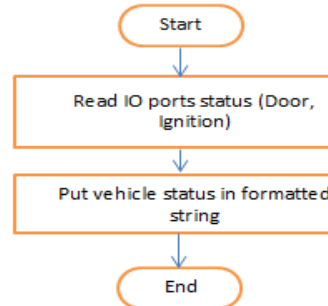 Start
Read IO ports status (Door,
Ignition)
Put vehicle status in formatted
string
End